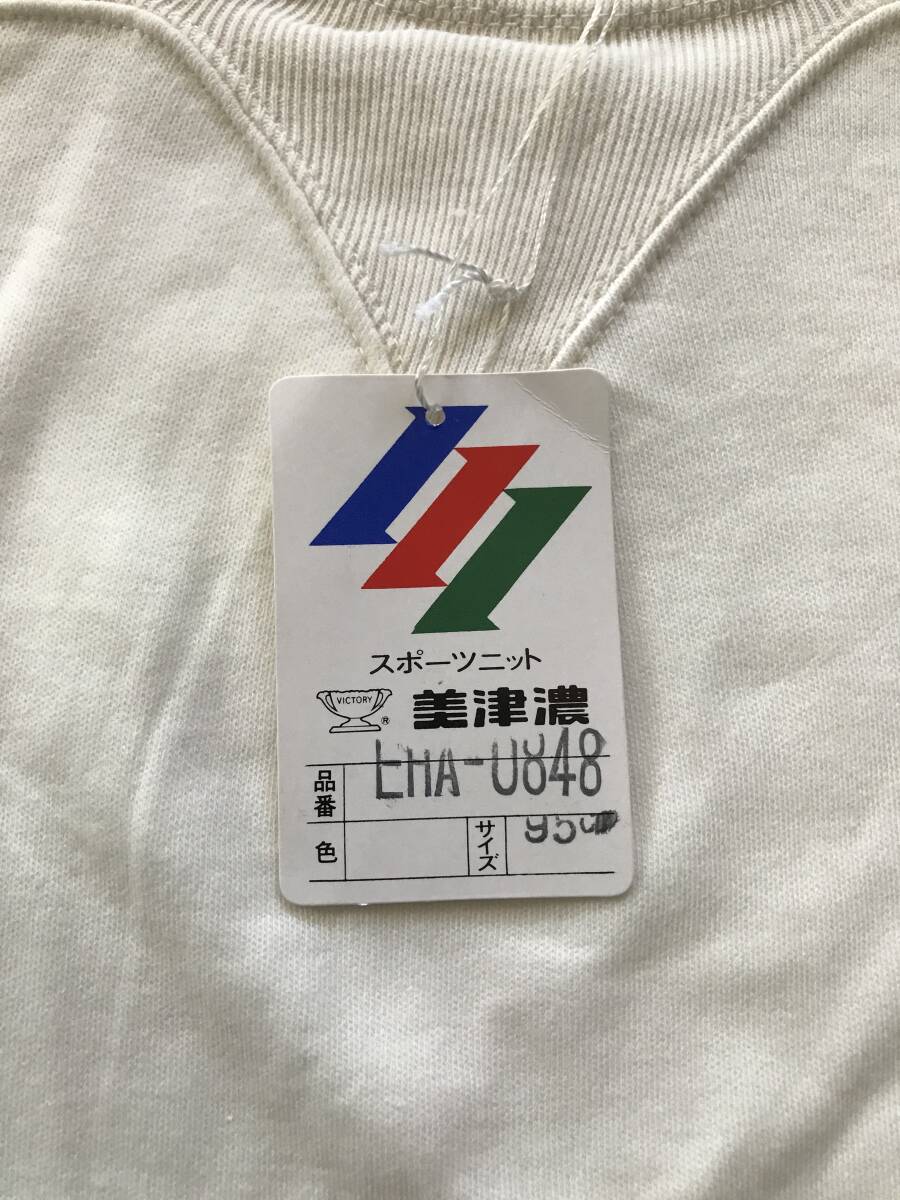 スポーツニット
VICTORY ® 美津濃
品番 EHA-0848
色 サイズ 95cm